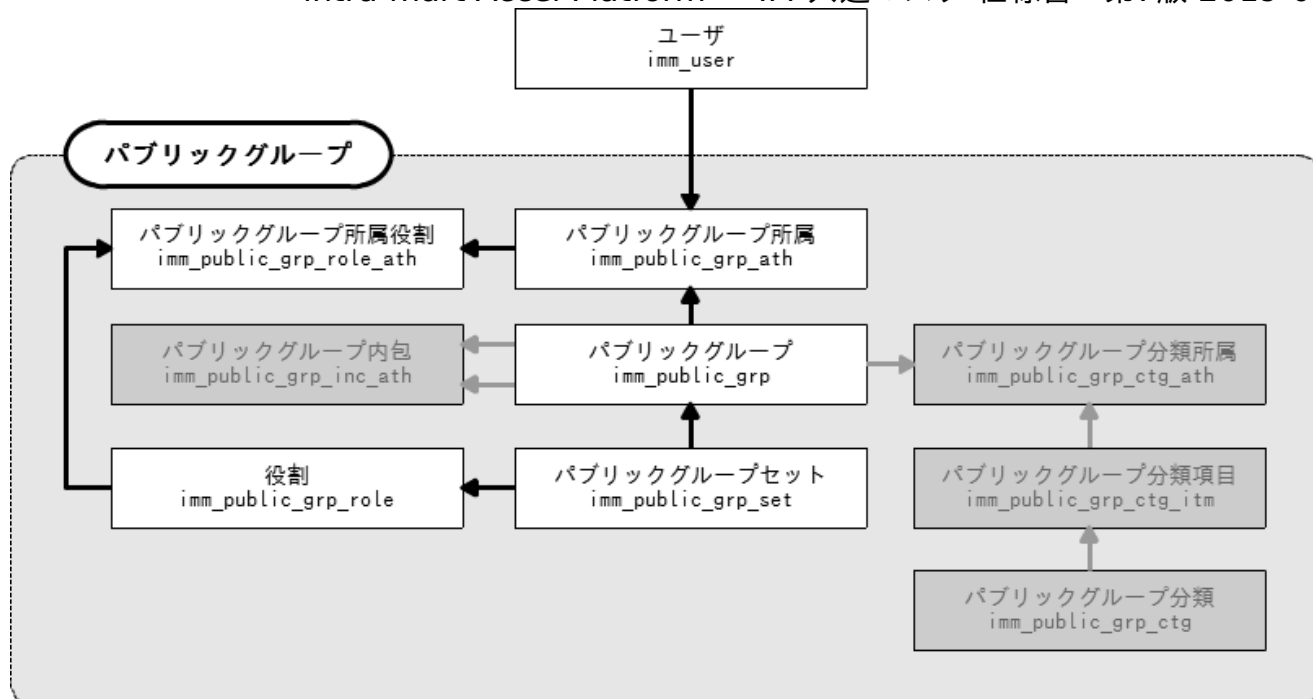 ユーザ
imm_user
パブリックグループ
パブリックグループ所属役割
imm_public_grp_role_ath
パブリックグループ所属
imm_public_grp_ath
パブリックグループ内包
imm_public_grp_inc_ath
パブリックグループ
imm_public_grp
パブリックグループ分類所属
imm_public_grp_ctg_ath
役割
imm_public_grp_role
パブリックグループセット
imm_public_grp_set
パブリックグループ分類項目
imm_public_grp_ctg_itm
パブリックグループ分類
imm_public_grp_ctg